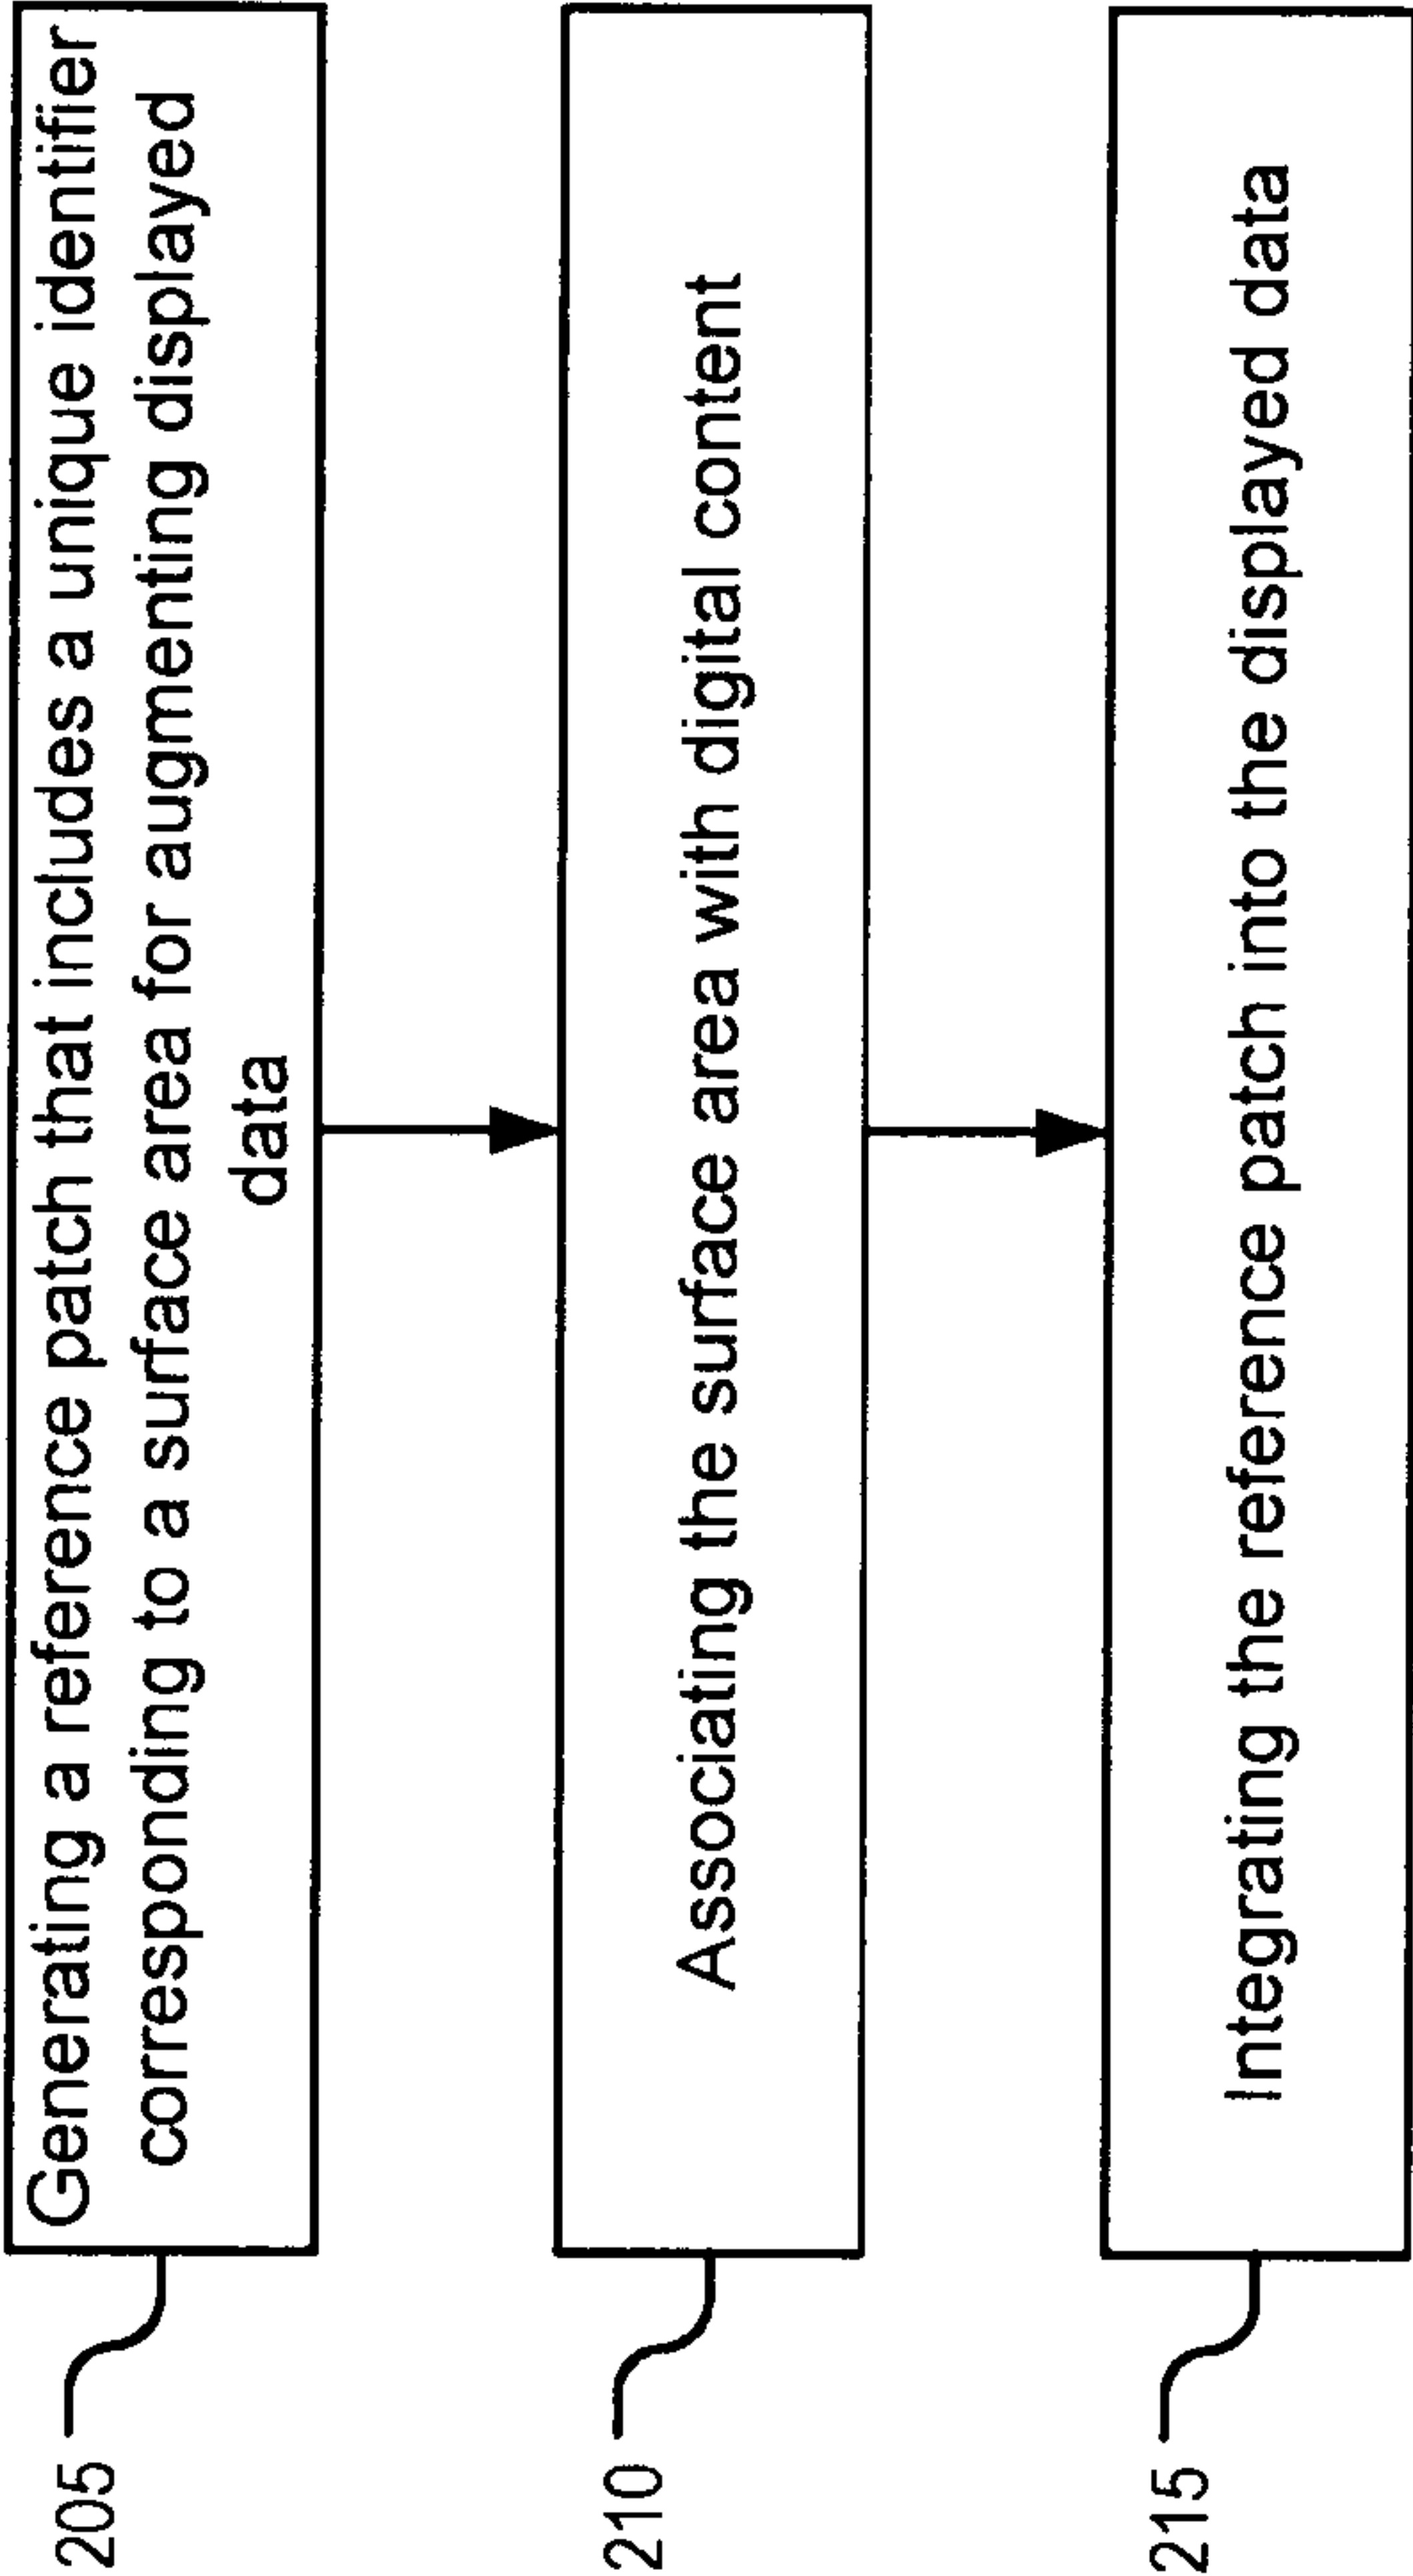 205
Generating a reference patch that includes a unique identifier
corresponding to a surface area for augmenting displayed
data
210
Associating the surface area with digital content
215
Integrating the reference patch into the displayed data